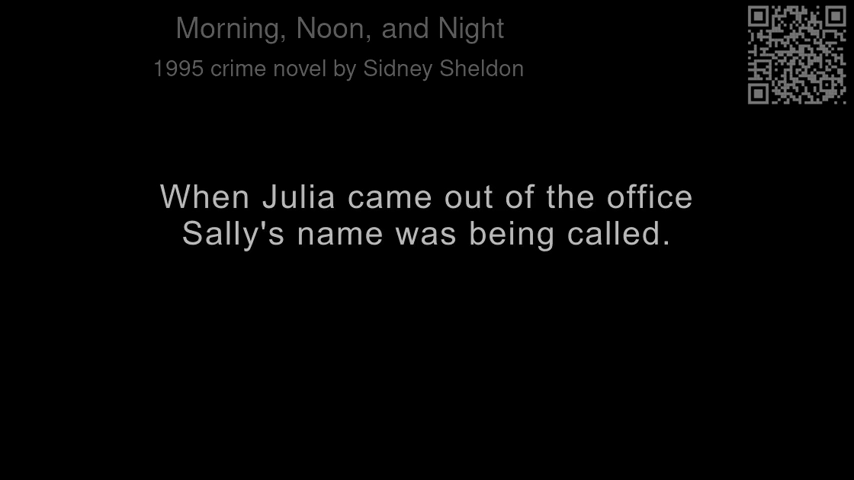 Morning, Noon, and Night
1995 crime novel by Sidney Sheldon
When Julia came out of the office
Sally's name was being called.